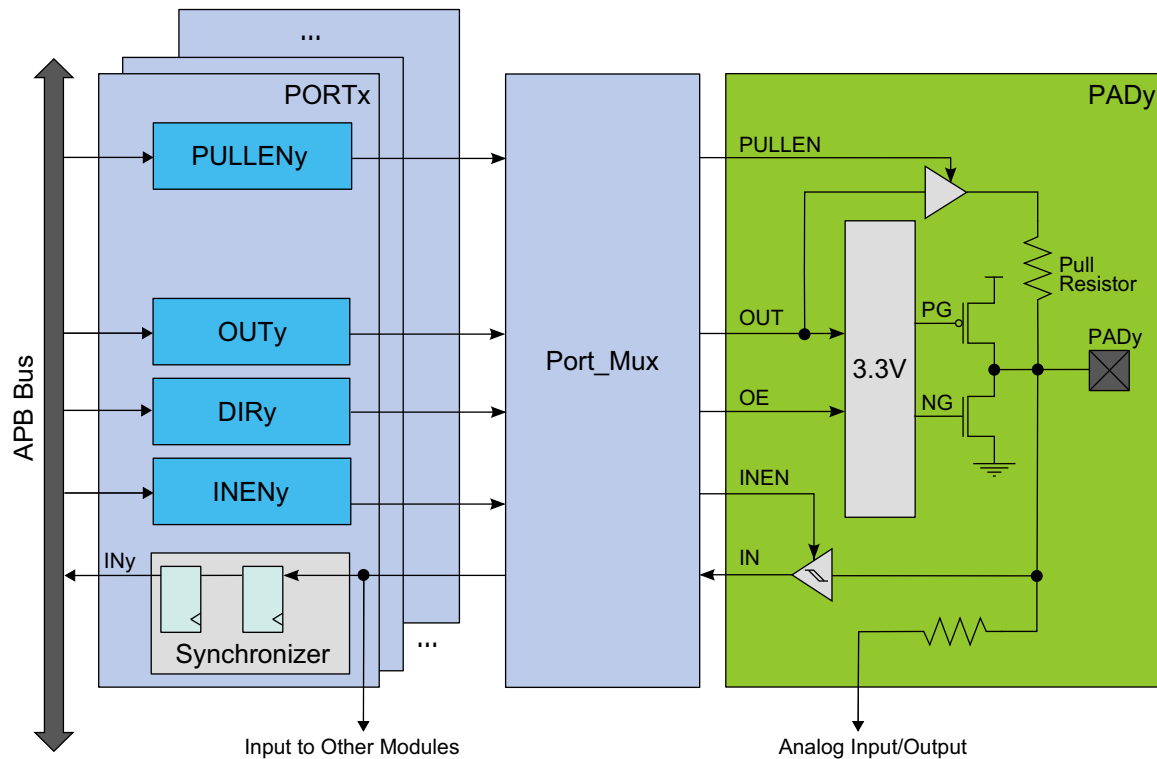 ...
PORTx
PADy
PULLENy
PULLEN
Pull
Resistor
OUTy
OUT
PG
PADy
Port_Mux
3.3V
DIRy
OE
NG
APB Bus
INENy
INEN
INy
IN
Synchronizer
...
Input to Other Modules
Analog Input/Output